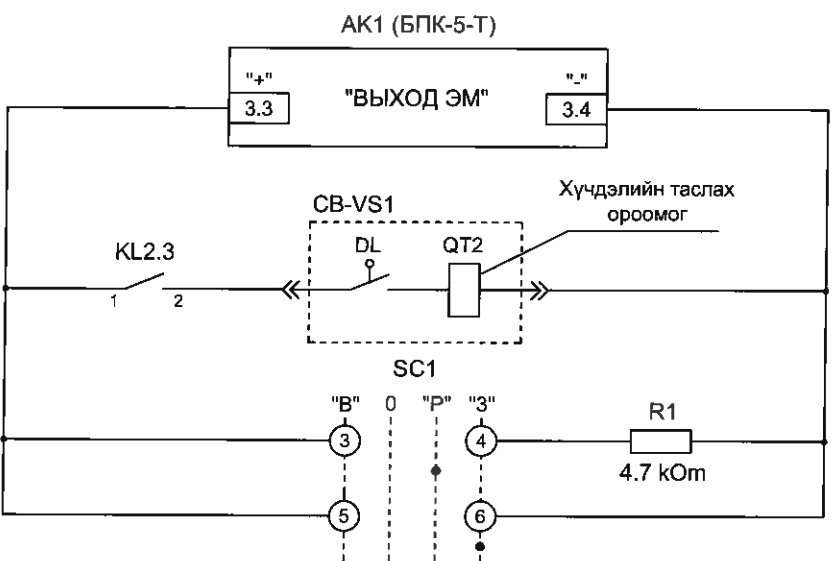 AK1 (БПК-5-Т)
"+"
"-"
3.3
"ВЫХОД ЭМ"
3.4
Хүчдэлийн таслах
ороомог
CB-VS1
DL
QT2
KL2.3
1
2
SC1
"В" 0 "Р" "З"
R1
3
4
4.7 kOm
5
6